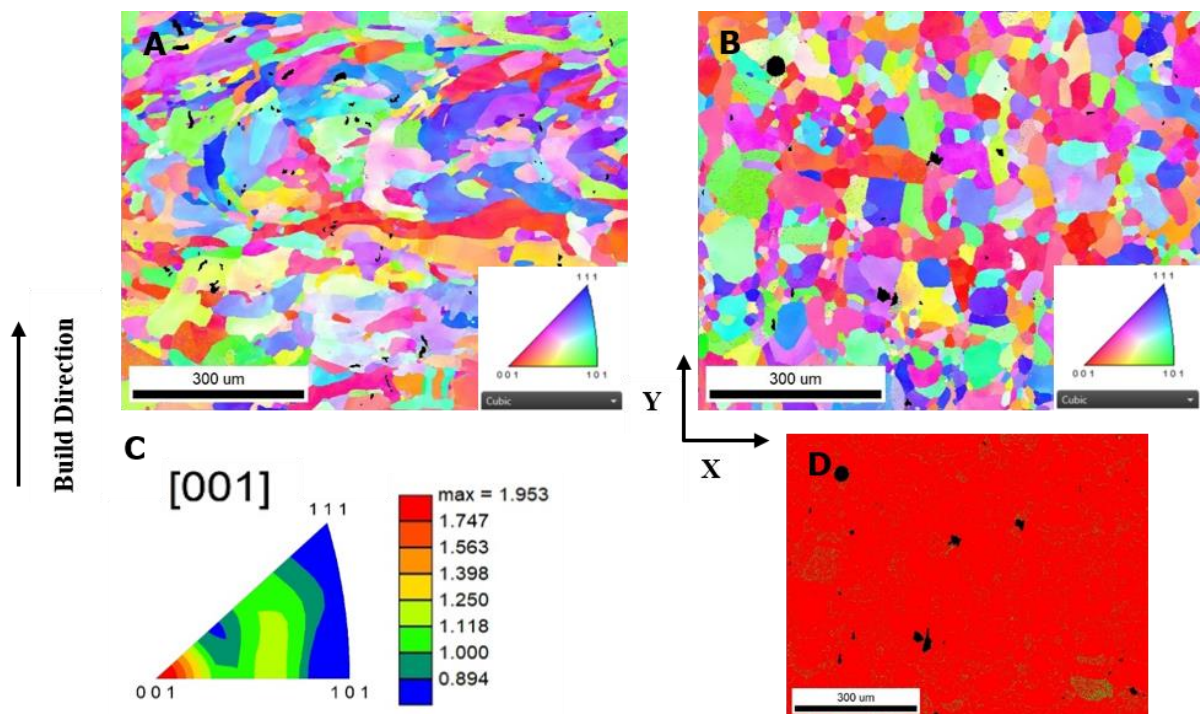 A
B
111
001 101
Cubic
300 um
111
001 101
Cubic
300 um
Build Direction
Y
X
C
[001]
111
001 101
max = 1.953
1.747
1.563
1.398
1.250
1.118
1.000
0.894
D
300 um